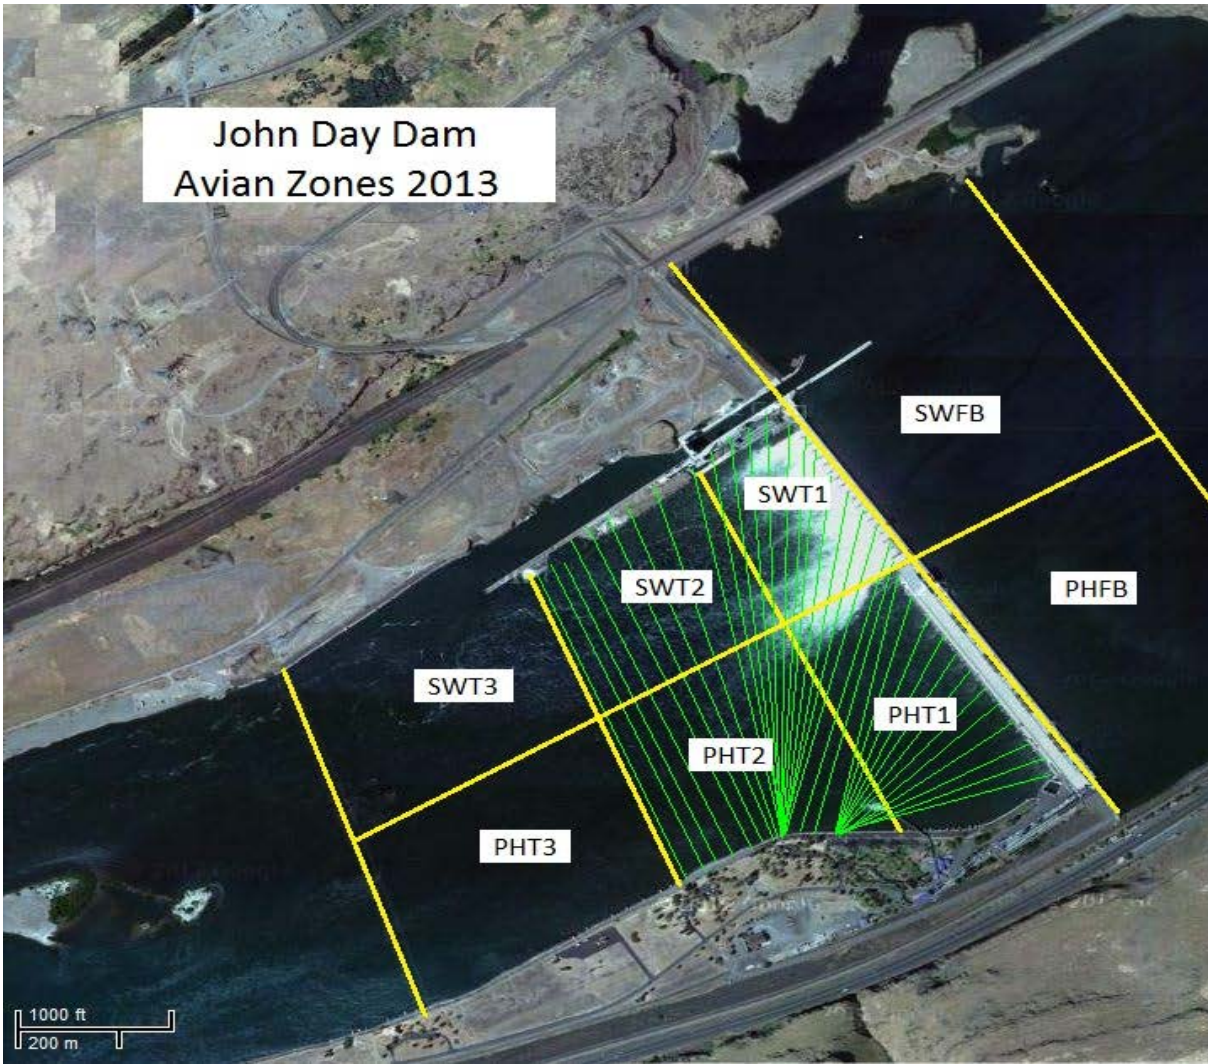 John Day Dam
Avian Zones 2013
SWFB
SWT1
SWT2
PHFB
SWT3
PHT1
PHT2
PHT3
1000 ft
200 m